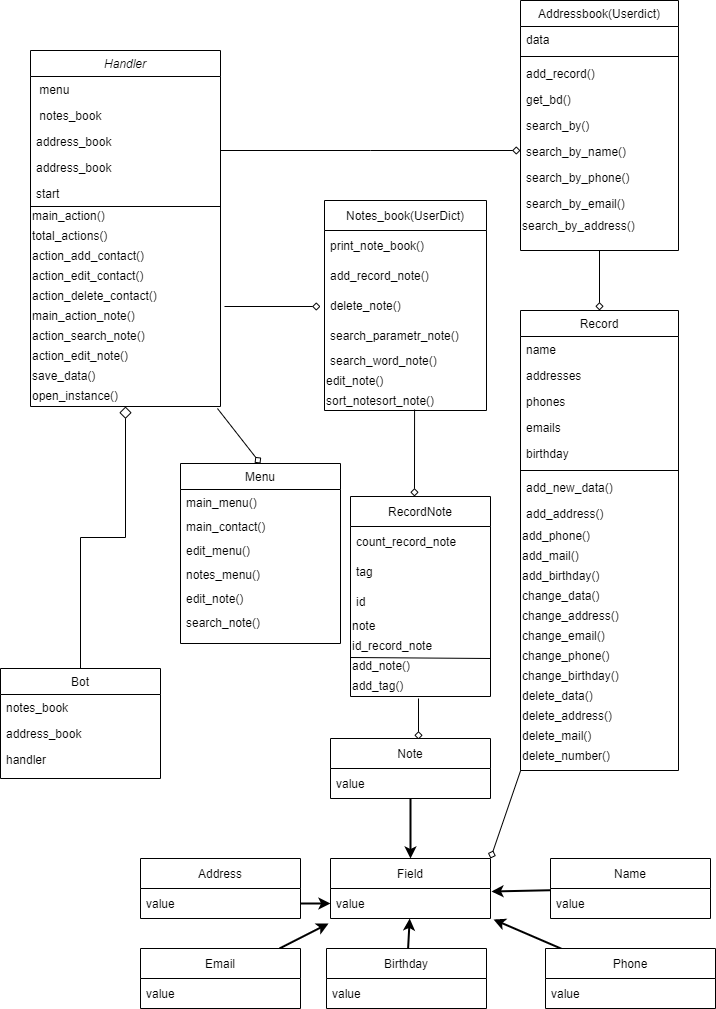 Addressbook(Userdict)
data
add_record()
get_bd()
search_by()
search_by_name()
search_by_phone()
search_by_email()
search_by_address()
Handler
menu
notes_book
address_book
address_book
start
main_action()
total_actions()
action_add_contact()
action_edit_contact()
action_delete_contact()
main_action_note()
action_search_note()
action_edit_note()
save_data()
open_instance()
Notes_book(UserDict)
print_note_book()
add_record_note()
delete_note()
search_parametr_note()
search_word_note()
edit_note()
sort_notesort_note()
Record
name
addresses
phones
emails
birthday
add_new_data()
add_address()
add_phone()
add_mail()
add_birthday()
change_data()
change_address()
change_email()
change_phone()
change_birthday()
delete_data()
delete_address()
delete_mail()
delete_number()
Menu
main_menu()
main_contact()
edit_menu()
notes_menu()
edit_note()
search_note()
RecordNote
count_record_note
tag
id
note
id_record_note
add_note()
add_tag()
Bot
notes_book
address_book
handler
Note
value
Address
value
Field
value
Name
value
Email
value
Birthday
value
Phone
value